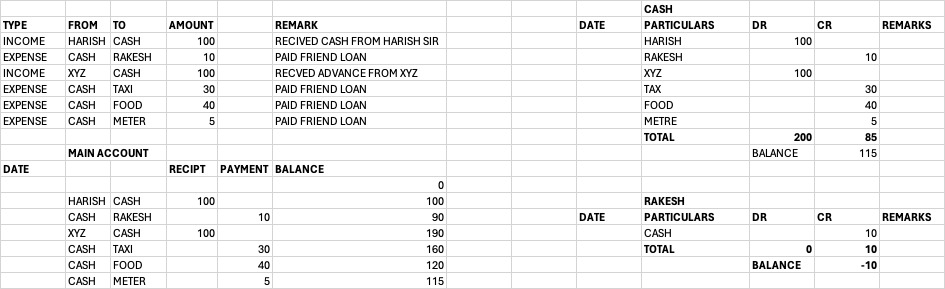 CASH
TYPE FROM TO AMOUNT REMARK DATE PARTICULARS DR CR REMARKS
INCOME HARISH CASH 100 RECIVED CASH FROM HARISH SIR HARISH 100
EXPENSE CASH RAKESH 10 PAID FRIEND LOAN RAKESH 10
INCOME XYZ CASH 100 RECVED ADVANCE FROM XYZ XYZ 100
EXPENSE CASH TAXI 30 PAID FRIEND LOAN TAX 30
EXPENSE CASH FOOD 40 PAID FRIEND LOAN FOOD 40
EXPENSE CASH METER 5 PAID FRIEND LOAN METRE 5
TOTAL 200 85
MAIN ACCOUNT BALANCE 115
DATE RECIPT PAYMENT BALANCE
0
HARISH CASH 100 100 RAKESH
CASH RAKESH 10 90 DATE PARTICULARS DR CR REMARKS
XYZ CASH 100 190 CASH 10
CASH TAXI 30 160 TOTAL 0 10
CASH FOOD 40 120 BALANCE -10
CASH METER 5 115